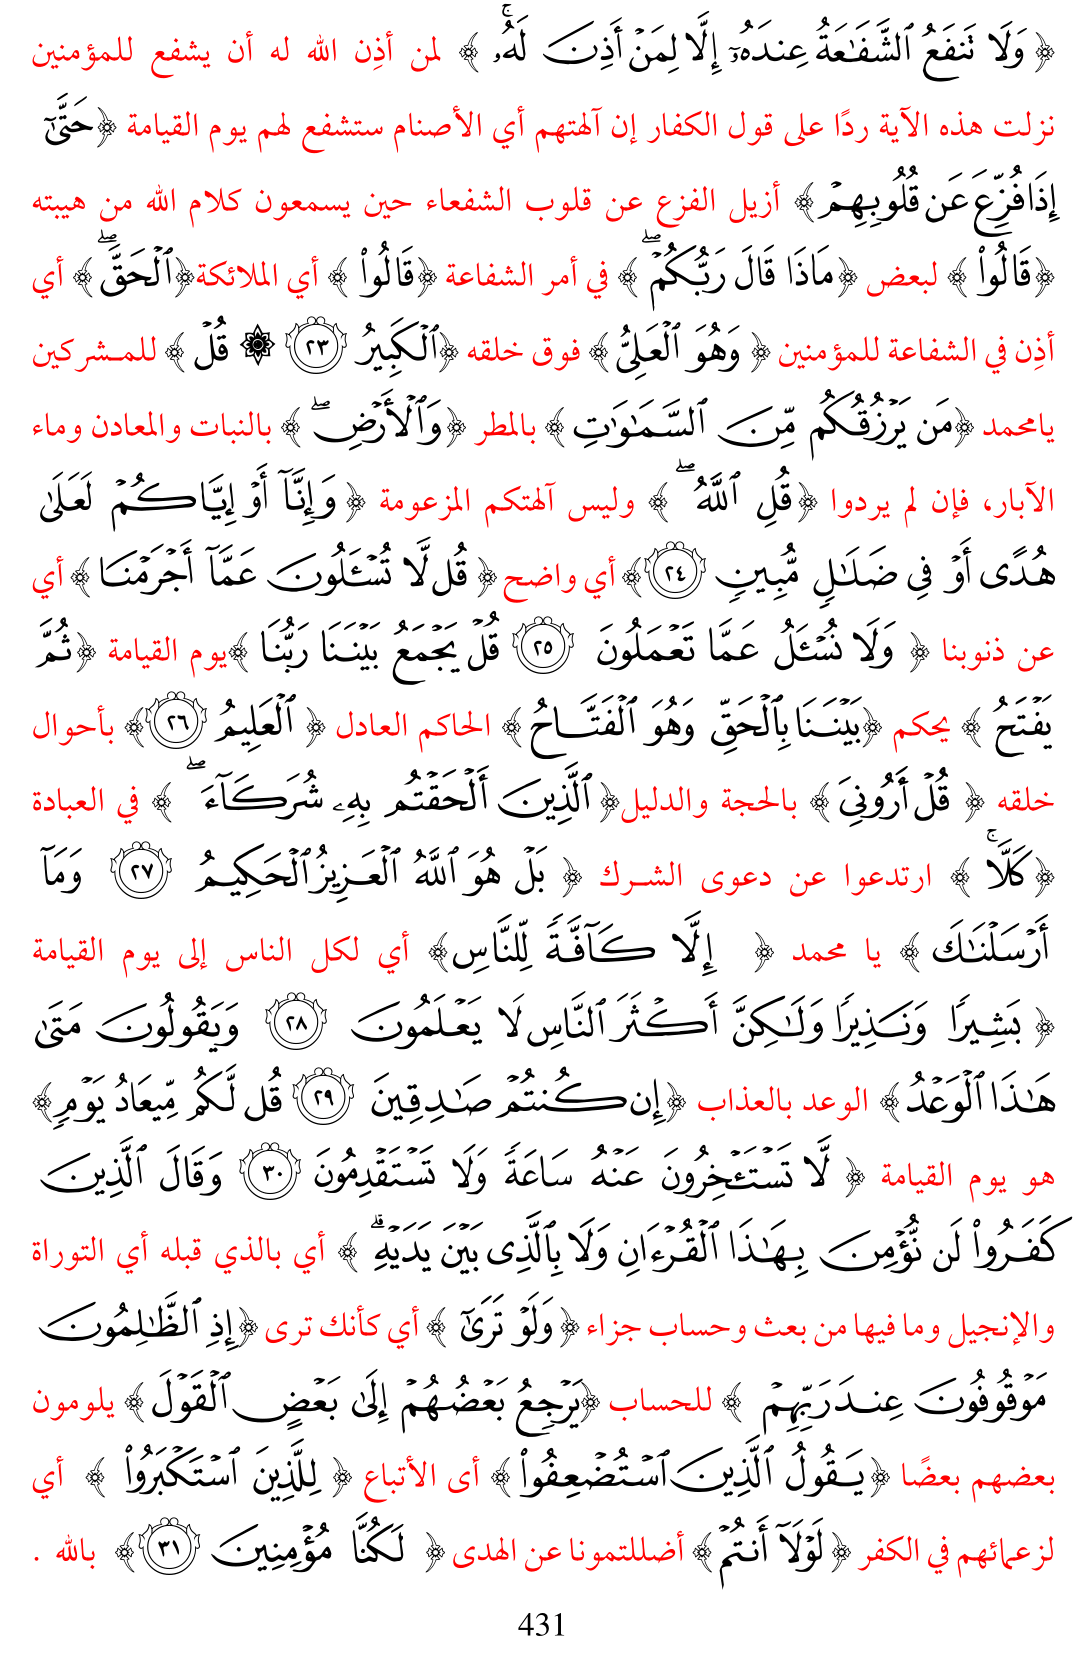 ﴿ وَلَا تَنفَعُ ٱلشَّفَٰعَةُ عِندَهُۥٓ إِلَّا لِمَنۡ أَذِنَ لَهُۥۚ ﴾ لمن أذِن الله له أن يشفع للمؤمنين
نزلت هذه الآية ردًا على قول الكفار إن آلهتهم أي الأصنام ستشفع لهم يوم القيامة ﴿حَتَّىٰٓ
إِذَا فُزِّعَ عَن قُلُوبِهِمۡ ﴾ أزيل الفزع عن قلوب الشفعاء حين يسمعون كلام الله من هيبته
﴿قَالُواْ ﴾ لبعض ﴿مَاذَا قَالَ رَبُّكُمۡۖ ﴾ في أمر الشفاعة ﴿قَالُواْ ﴾ أي الملائكة﴿ٱلۡحَقَّۖ ﴾ أي
أذِن في الشفاعة للمؤمنين ﴿ وَهُوَ ٱلۡعَلِيُّ ﴾ فوق خلقه ﴿ٱلۡكَبِيرُ ٢٣ ۞ قُلۡ ﴾ للمشركين
يامحمد ﴿مَن يَرۡزُقُكُم مِّنَ ٱلسَّمَٰوَٰتِ ﴾ بالمطر ﴿وَٱلۡأَرۡضِۖ ﴾ بالنبات والمعادن وماء
الآبار، فإن لم يردوا ﴿قُلِ ٱللَّهُۖ ﴾ وليس آلهتكم المزعومة ﴿ وَإِنَّآ أَوۡ إِيَّاكُمۡ لَعَلَىٰ
هُدًى أَوۡ فِي ضَلَٰلٖ مُّبِينٖ ٢٤﴾ أي واضح ﴿ قُل لَّا تُسۡـَٔلُونَ عَمَّآ أَجۡرَمۡنَا ﴾ أي
عن ذنوبنا ﴿ وَلَا نُسۡـَٔلُ عَمَّا تَعۡمَلُونَ ٢٥ قُلۡ يَجۡمَعُ بَيۡنَنَا رَبُّنَا ﴾يوم القيامة ﴿ثُمَّ
يَفۡتَحُ ﴾ يحكم ﴿بَيۡنَنَا بِٱلۡحَقِّ وَهُوَ ٱلۡفَتَّاحُ ﴾ الحاكم العادل ﴿ ٱلۡعَلِيمُ ٢٦﴾ بأحوال
خلقه ﴿ قُلۡ أَرُونِيَ ﴾ بالحجة والدليل﴿ ٱلَّذِينَ أَلۡحَقۡتُم بِهِۦ شُرَكَآءَۖ ﴾ في العبادة
﴿كَلَّاۚ ﴾ ارتدعوا عن دعوى الشرك ﴿ بَلۡ هُوَ ٱللَّهُ ٱلۡعَزِيزُ ٱلۡحَكِيمُ ٢٧ وَمَآ
أَرۡسَلۡنَٰكَ ﴾ يا محمد ﴿ إِلَّا كَآفَّةٗ لِّلنَّاسِ﴾ أي لكل الناس إلى يوم القيامة
﴿ بَشِيرٗا وَنَذِيرٗا وَلَٰكِنَّ أَكۡثَرَ ٱلنَّاسِ لَا يَعۡلَمُونَ ٢٨ وَيَقُولُونَ مَتَىٰ
هَٰذَا ٱلۡوَعۡدُ﴾ الوعد بالعذاب ﴿إِن كُنتُمۡ صَٰدِقِينَ ٢٩ قُل لَّكُم مِّيعَادُ يَوۡمٖ﴾
هو يوم القيامة ﴿ لَّا تَسۡتَـٔۡخِرُونَ عَنۡهُ سَاعَةٗ وَلَا تَسۡتَقۡدِمُونَ ٣٠ وَقَالَ ٱلَّذِينَ
كَفَرُواْ لَن نُّؤۡمِنَ بِهَٰذَا ٱلۡقُرۡءَانِ وَلَا بِٱلَّذِي بَيۡنَ يَدَيۡهِۗ ﴾ أي بالذي قبله أي التوراة
والإنجيل وما فيها من بعث وحساب جزاء ﴿وَلَوۡ تَرَىٰٓ ﴾ أي كأنك ترى ﴿إِذِ ٱلظَّٰلِمُونَ
مَوۡقُوفُونَ عِندَ رَبِّهِمۡ ﴾ للحساب ﴿يَرۡجِعُ بَعۡضُهُمۡ إِلَىٰ بَعۡضٍ ٱلۡقَوۡلَ ﴾ يلومون
بعضهم بعضًا ﴿يَقُولُ ٱلَّذِينَ ٱسۡتُضۡعِفُواْ ﴾ أى الأتباع ﴿ لِلَّذِينَ ٱسۡتَكۡبَرُواْ ﴾ أي
لزعمائهم في الكفر ﴿لَوۡلَآ أَنتُمۡ ﴾ أضللتمونا عن الهدى ﴿ لَكُنَّا مُؤۡمِنِينَ ٣١﴾ بالله .
431